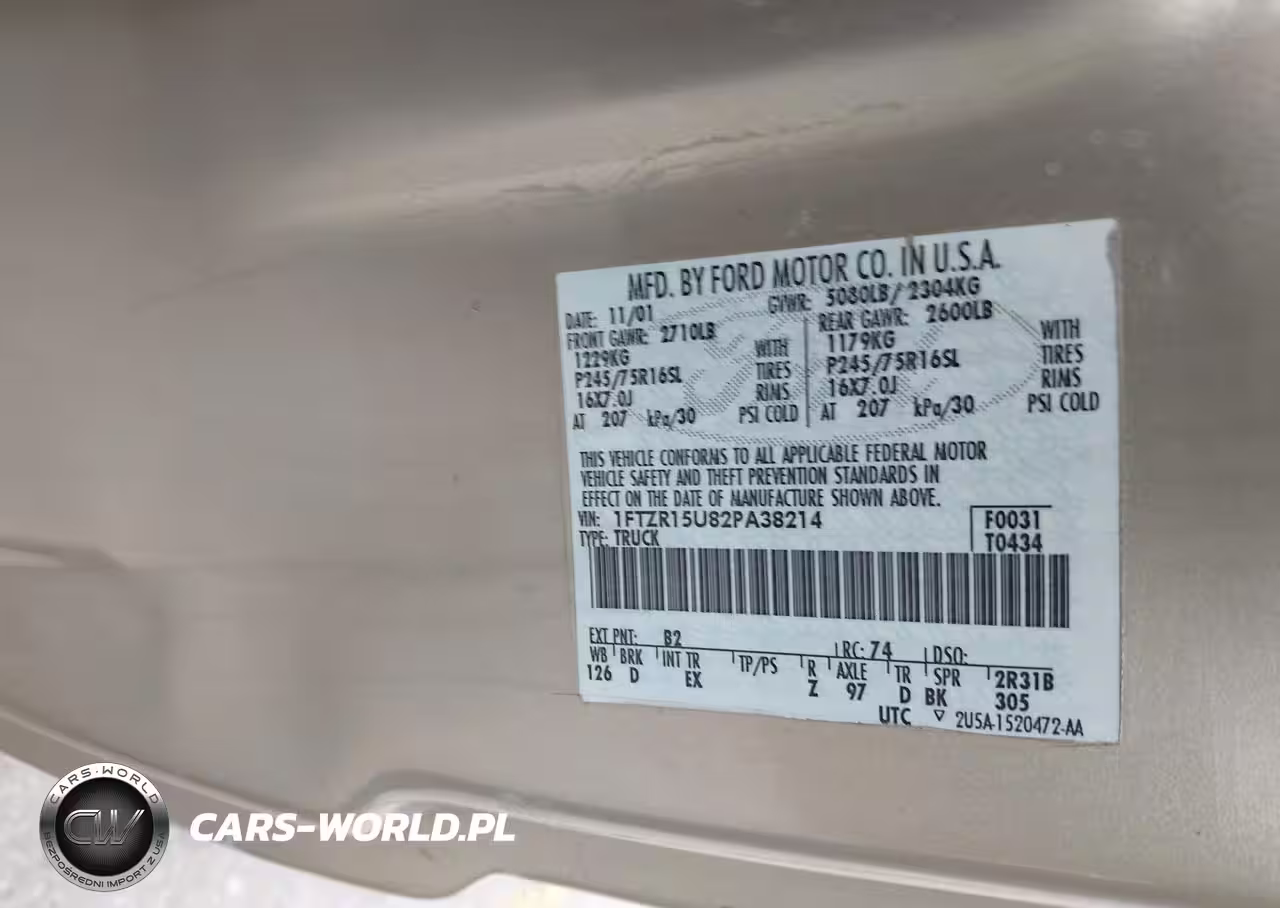 MFD. BY FORD MOTOR CO. IN U.S.A.
DATE: 11/01 GVWR: 5080LB/2304KG
FRONT GAWR: 2710LB REAR GAWR: 2600LB
1229KG WITH 1179KG WITH
P245/75R16SL TIRES P245/75R16SL TIRES
16X7.0J RIMS 16X7.0J RIMS
AT 207 kPa/30 PSI COLD AT 207 kPa/30 PSI COLD
THIS VEHICLE CONFORMS TO ALL APPLICABLE FEDERAL MOTOR
VEHICLE SAFETY AND THEFT PREVENTION STANDARDS IN
EFFECT ON THE DATE OF MANUFACTURE SHOWN ABOVE.
VIN: 1FTZR15U82PA38214 F0031
TYPE: TRUCK T0434
EXT PNT: B2 RC: 74 DSO:
WB BRK INT TR TP/PS R AXLE TR SPR 2R31B
126 D EX Z 97 D BK 305
UTC ▽ 2U5A-1520472-AA
CARS-WORLD
CW
BEZPOŚREDNI IMPORT Z USA
CARS-WORLD.PL